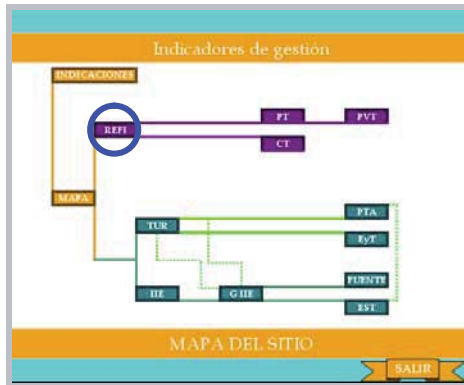 Indicadores de gestión
INDICACIONES
PT
PVT
REFI
CT
MAPA
PTA
TUR
EyT
FUENTE
IIE
G IIE
EST
MAPA DEL SITIO
SALIR